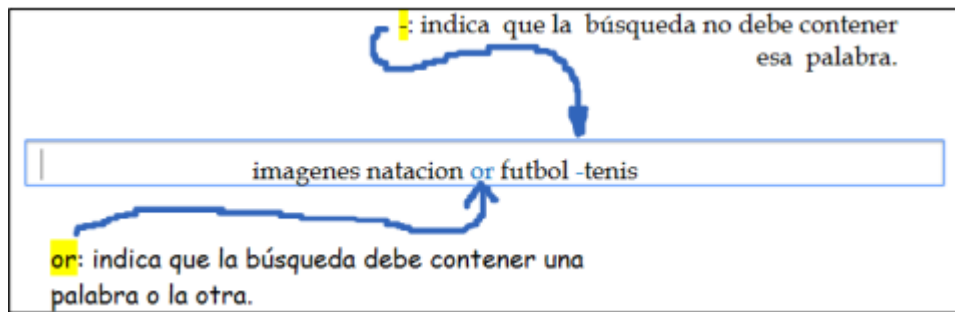 -: indica que la búsqueda no debe contener
esa palabra.
imagenes natacion or futbol -tenis
or: indica que la búsqueda debe contener una
palabra o la otra.